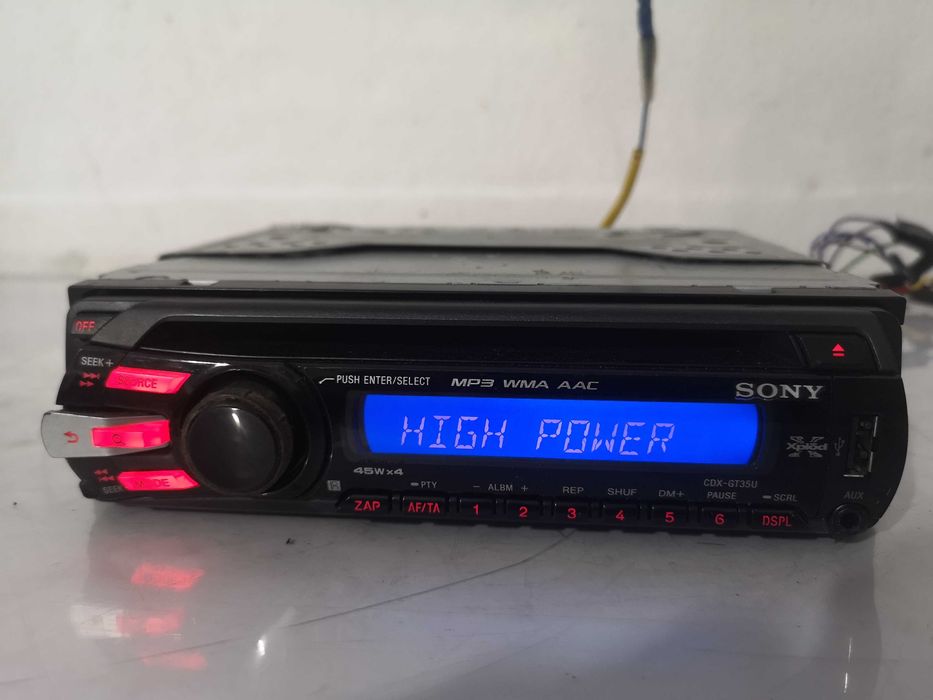 OFF
SEEK +
SOURCE
PUSH ENTER/SELECT
MP3 WMA AAC
SONY
HIGH POWER
Xplod
SEEK
MODE
45W x 4
CDX-GT35U
PTY
- ALBM +
REP
SHUF
DM+
PAUSE
SCRL
AUX
ZAP
AF/TA
1
2
3
4
5
6
DSPL